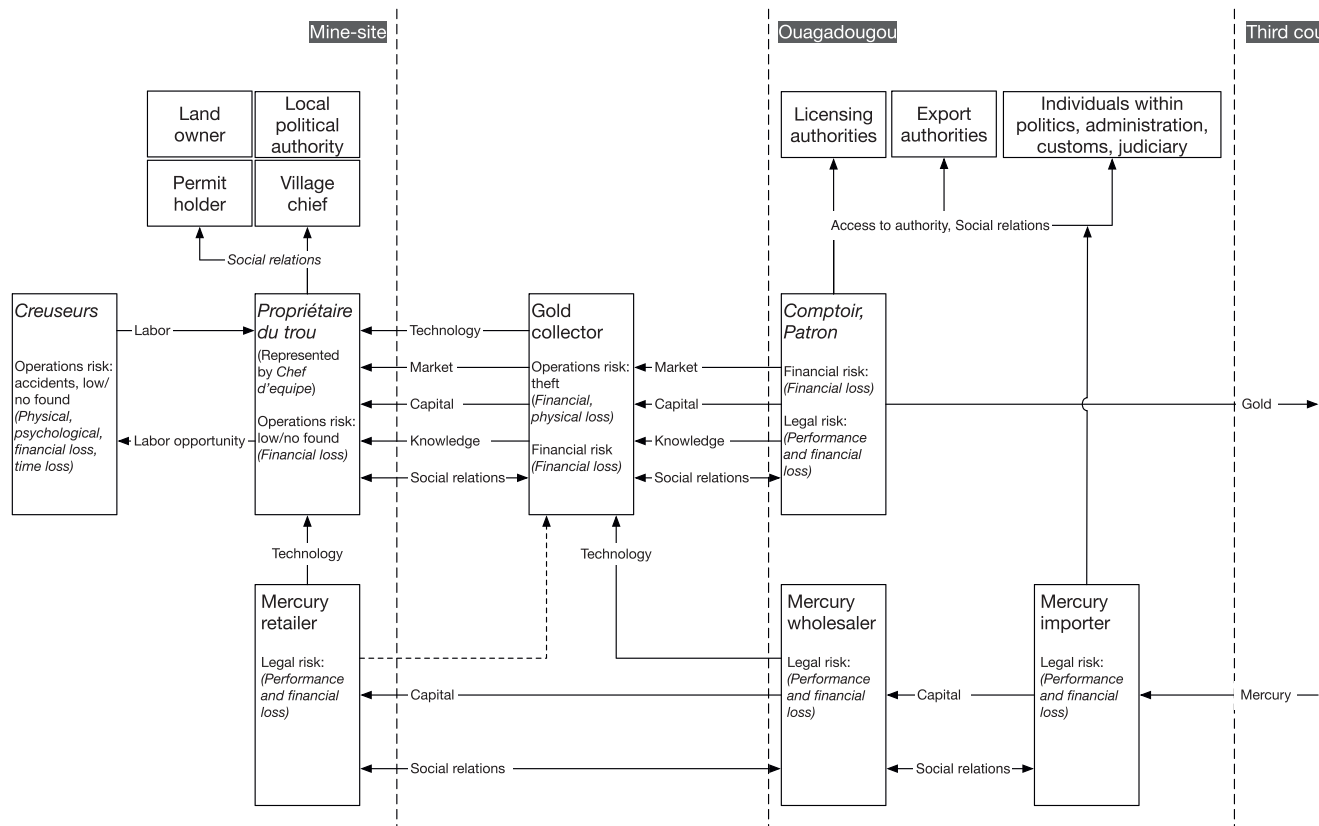 Mine-site
Ouagadougou
Third cou
Land
owner
Local
political
authority
Permit
holder
Village
chief
Licensing
authorities
Export
authorities
Individuals within
politics, administration,
customs, judiciary
Access to authority, Social relations
Social relations
Creuseurs
Operations risk:
accidents, low/
no found
(Physical,
psychological,
financial loss,
time loss)
Labor
Labor opportunity
Propriétaire
du trou
(Represented
by Chef
d'equipe)
Operations risk:
low/no found
(Financial loss)
Technology
Market
Capital
Knowledge
Social relations
Gold
collector
Operations risk:
theft
(Financial,
physical loss)
Financial risk
(Financial loss)
Market
Capital
Knowledge
Social relations
Comptoir,
Patron
Financial risk:
(Financial loss)
Legal risk:
(Performance
and financial
loss)
Gold
Technology
Technology
Mercury
retailer
Legal risk:
(Performance
and financial
loss)
Capital
Social relations
Mercury
wholesaler
Legal risk:
(Performance
and financial
loss)
Capital
Social relations
Mercury
importer
Legal risk:
(Performance
and financial
loss)
Mercury